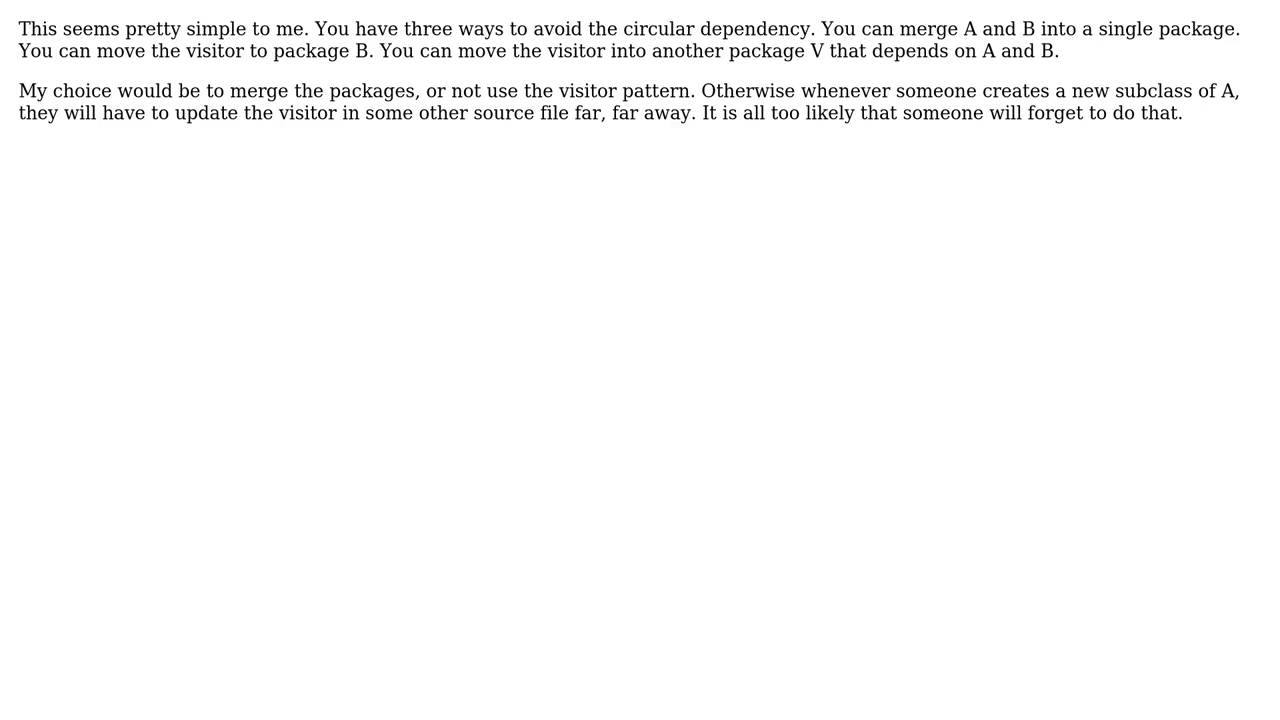 This seems pretty simple to me. You have three ways to avoid the circular dependency. You can merge A and B into a single package.
You can move the visitor to package B. You can move the visitor into another package V that depends on A and B.
My choice would be to merge the packages, or not use the visitor pattern. Otherwise whenever someone creates a new subclass of A,
they will have to update the visitor in some other source file far, far away. It is all too likely that someone will forget to do that.